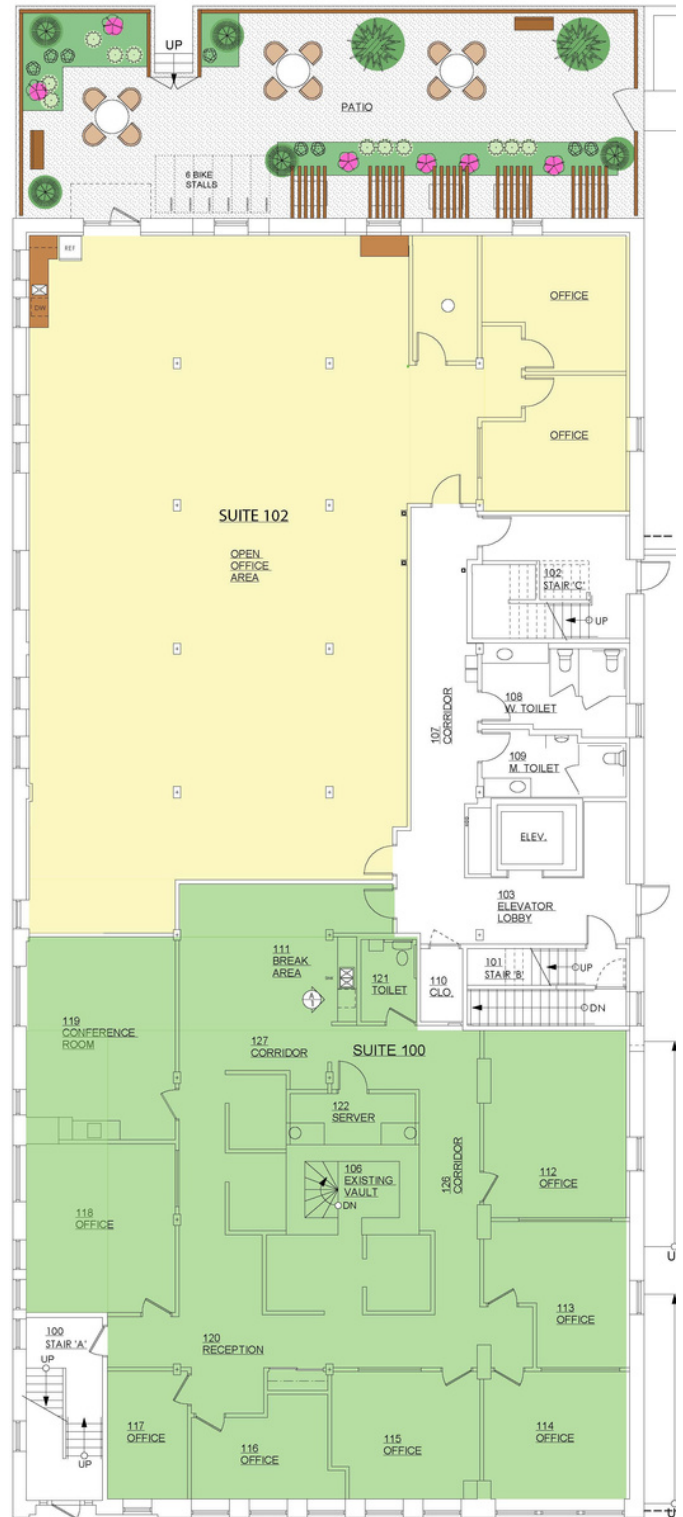 UP
PATIO
6 BIKE
STALLS
REF
DW
OFFICE
OFFICE
SUITE 102
OPEN
OFFICE
AREA
102
STAIR 'C'
UP
108
W. TOILET
107
CORRIDOR
109
M. TOILET
ELEV.
103
ELEVATOR
LOBBY
111
BREAK
AREA
121
TOILET
110
CLO.
101
STAIR 'B'
UP
DN
119
CONFERENCE
ROOM
127
CORRIDOR
SUITE 100
122
SERVER
106
EXISTING
VAULT
DN
126
CORRIDOR
112
OFFICE
118
OFFICE
113
OFFICE
100
STAIR 'A'
UP
UP
120
RECEPTION
117
OFFICE
116
OFFICE
115
OFFICE
114
OFFICE